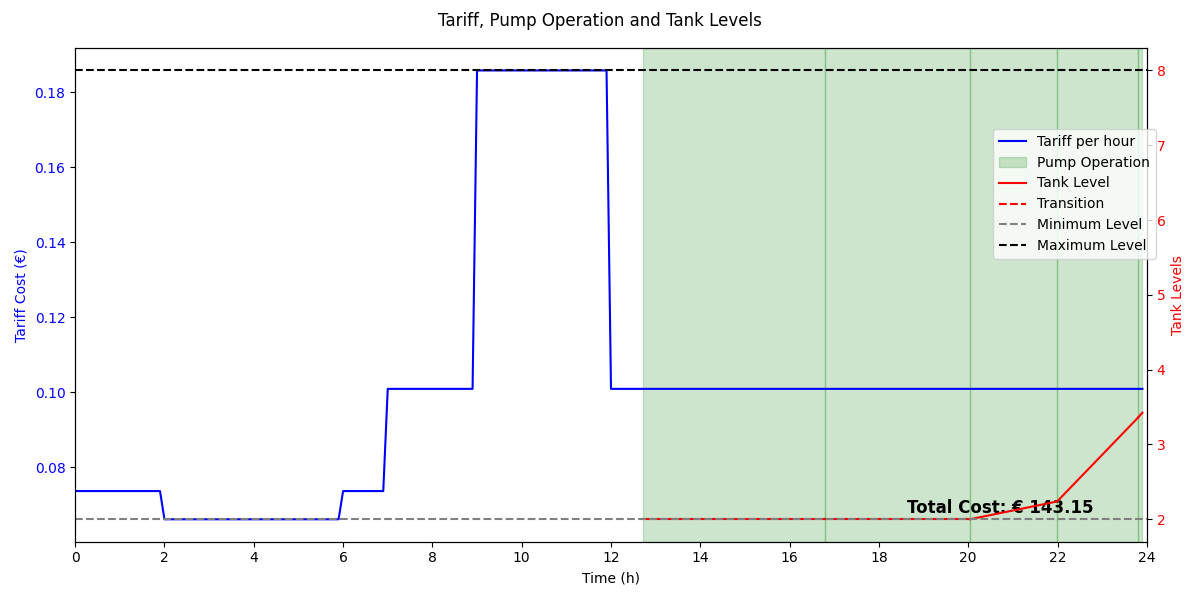 Tariff, Pump Operation and Tank Levels
Tariff Cost (€)
0.18
0.16
0.14
0.12
0.10
0.08
8
7
6
5
4
3
2
Tank Levels
Tariff per hour
Pump Operation
Tank Level
Transition
Minimum Level
Maximum Level
Total Cost: € 143.15
0 2 4 6 8 10 12 14 16 18 20 22 24
Time (h)